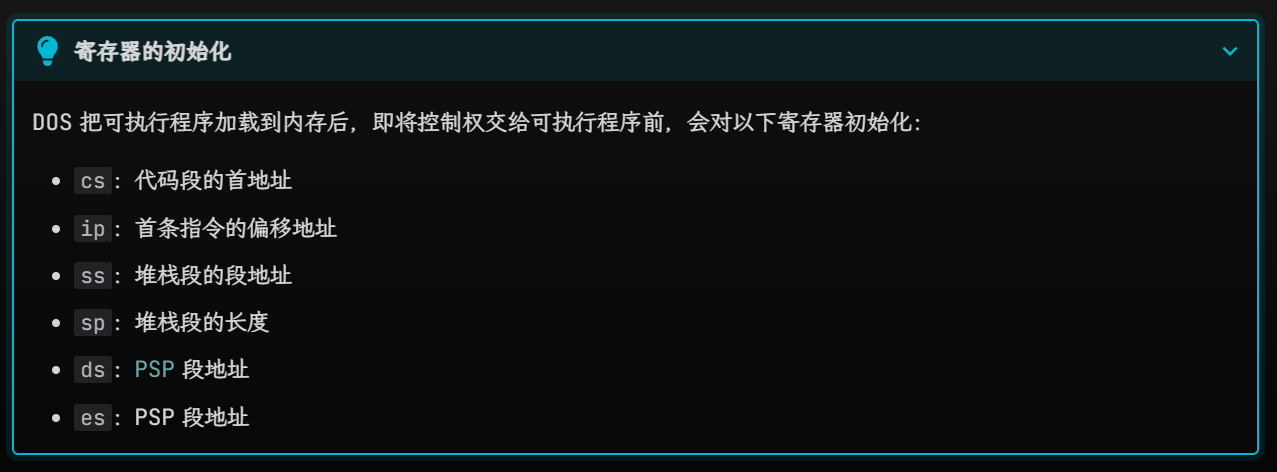 寄存器的初始化
DOS 把可执行程序加载到内存后，即将控制权交给可执行程序前，会对以下寄存器初始化：
cs：代码段的首地址
ip：首条指令的偏移地址
ss：堆栈段的段地址
sp：堆栈段的长度
ds：PSP 段地址
es：PSP 段地址